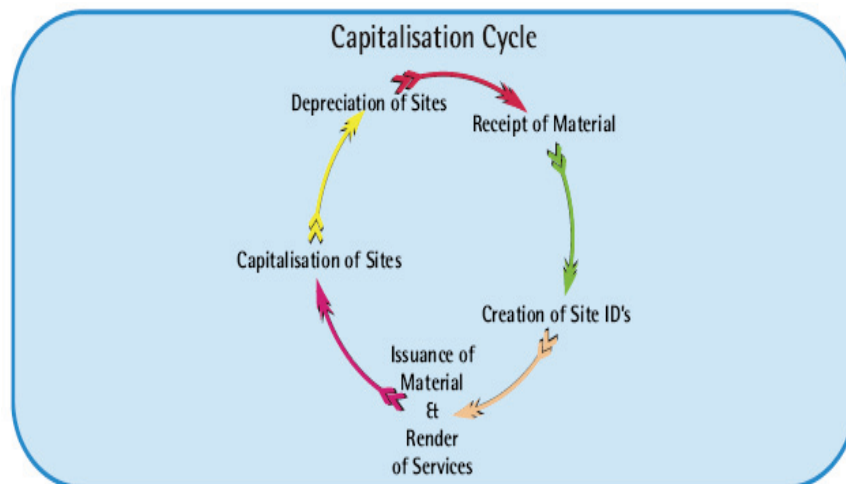 Capitalisation Cycle
Depreciation of Sites
Receipt of Material
Creation of Site ID's
Issuance of
Material
&
Render
of Services
Capitalisation of Sites